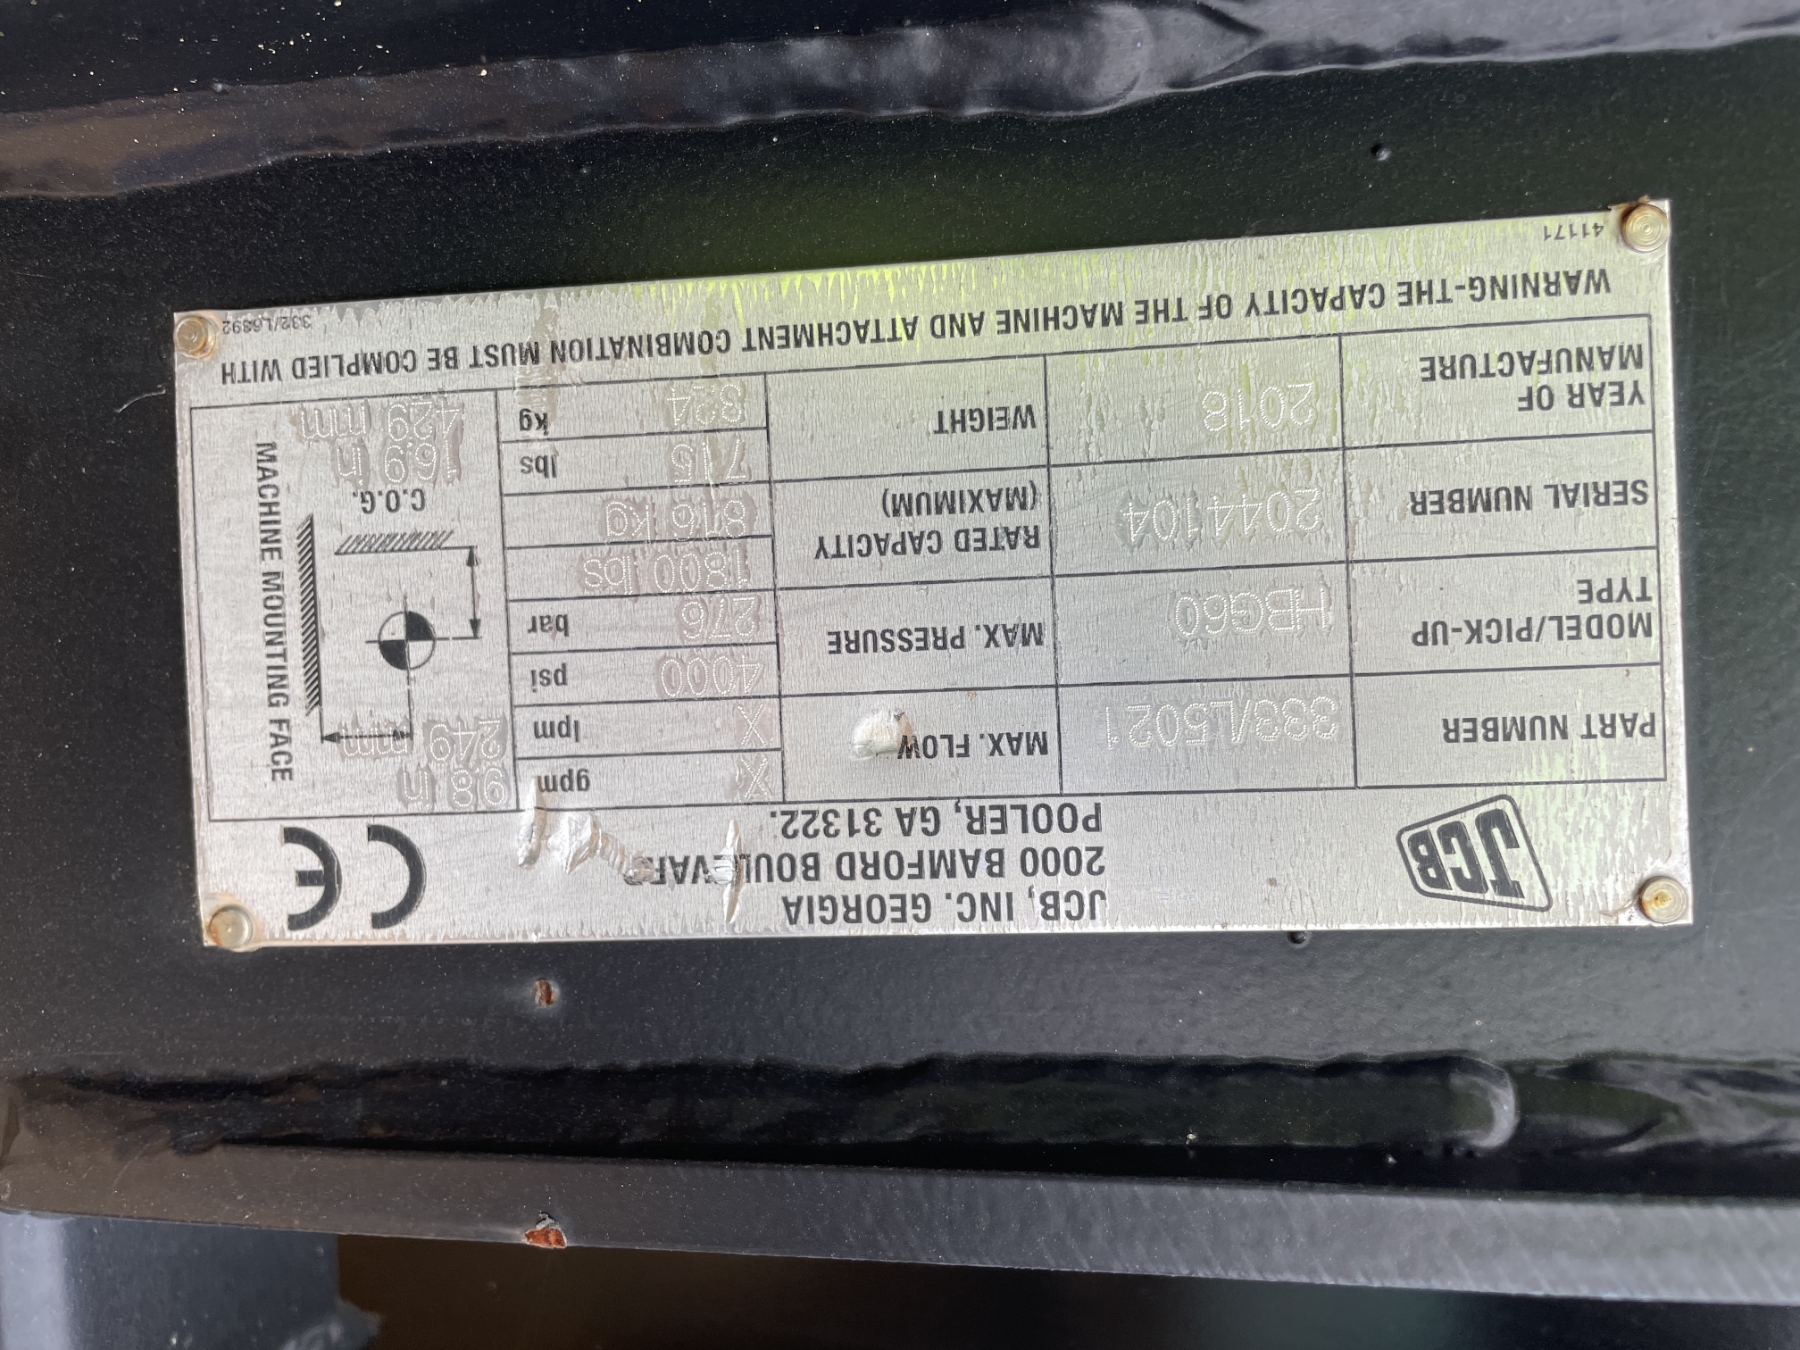 JCB
JCB, INC. GEORGIA
2000 BAMFORD BOULEVARD
POOLER, GA 31322.
CE
PART NUMBER 333/L5021
MAX. FLOW X gpm
X lpm
MODEL/PICK-UP TYPE HBG60
MAX. PRESSURE 4000 psi
276 bar
SERIAL NUMBER 2044104
RATED CAPACITY (MAXIMUM) 1800 lbs
816 kg
YEAR OF MANUFACTURE 2018
WEIGHT 715 lbs
324 kg
9.8 in
249 mm
C.O.G.
16.9 in
429 mm
MACHINE MOUNTING FACE
WARNING-THE CAPACITY OF THE MACHINE AND ATTACHMENT COMBINATION MUST BE COMPLIED WITH
41171
332/L6892